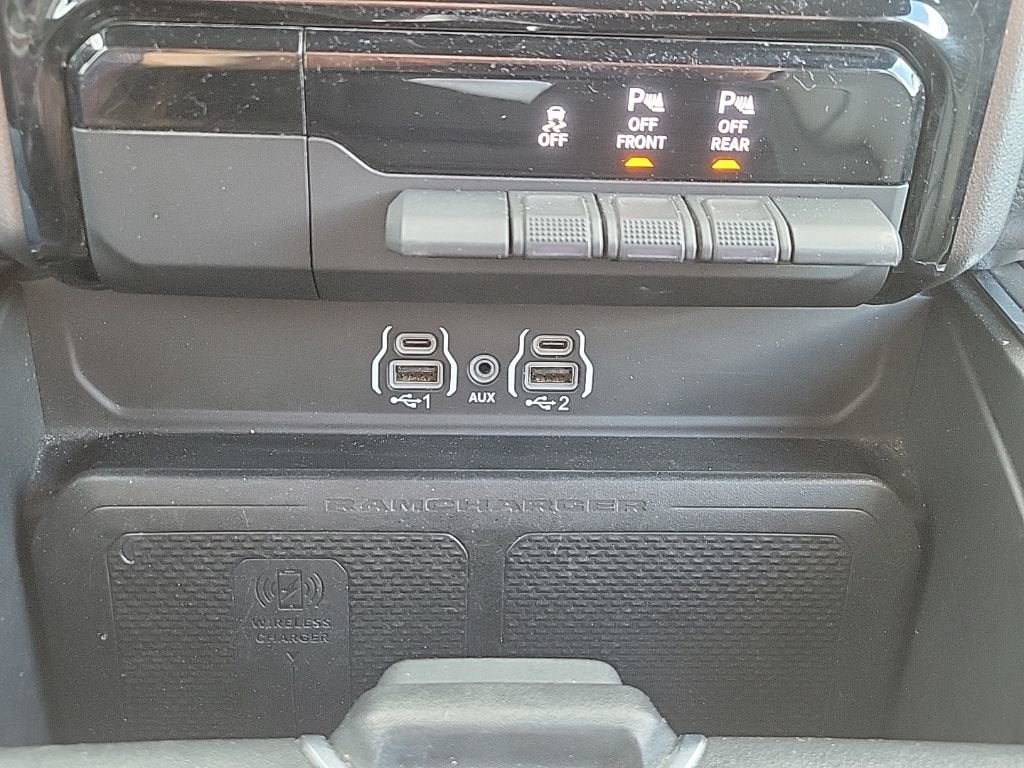 P P
OFF OFF OFF
FRONT REAR
1 AUX 2
RAMCHARGER
WIRELESS
CHARGER